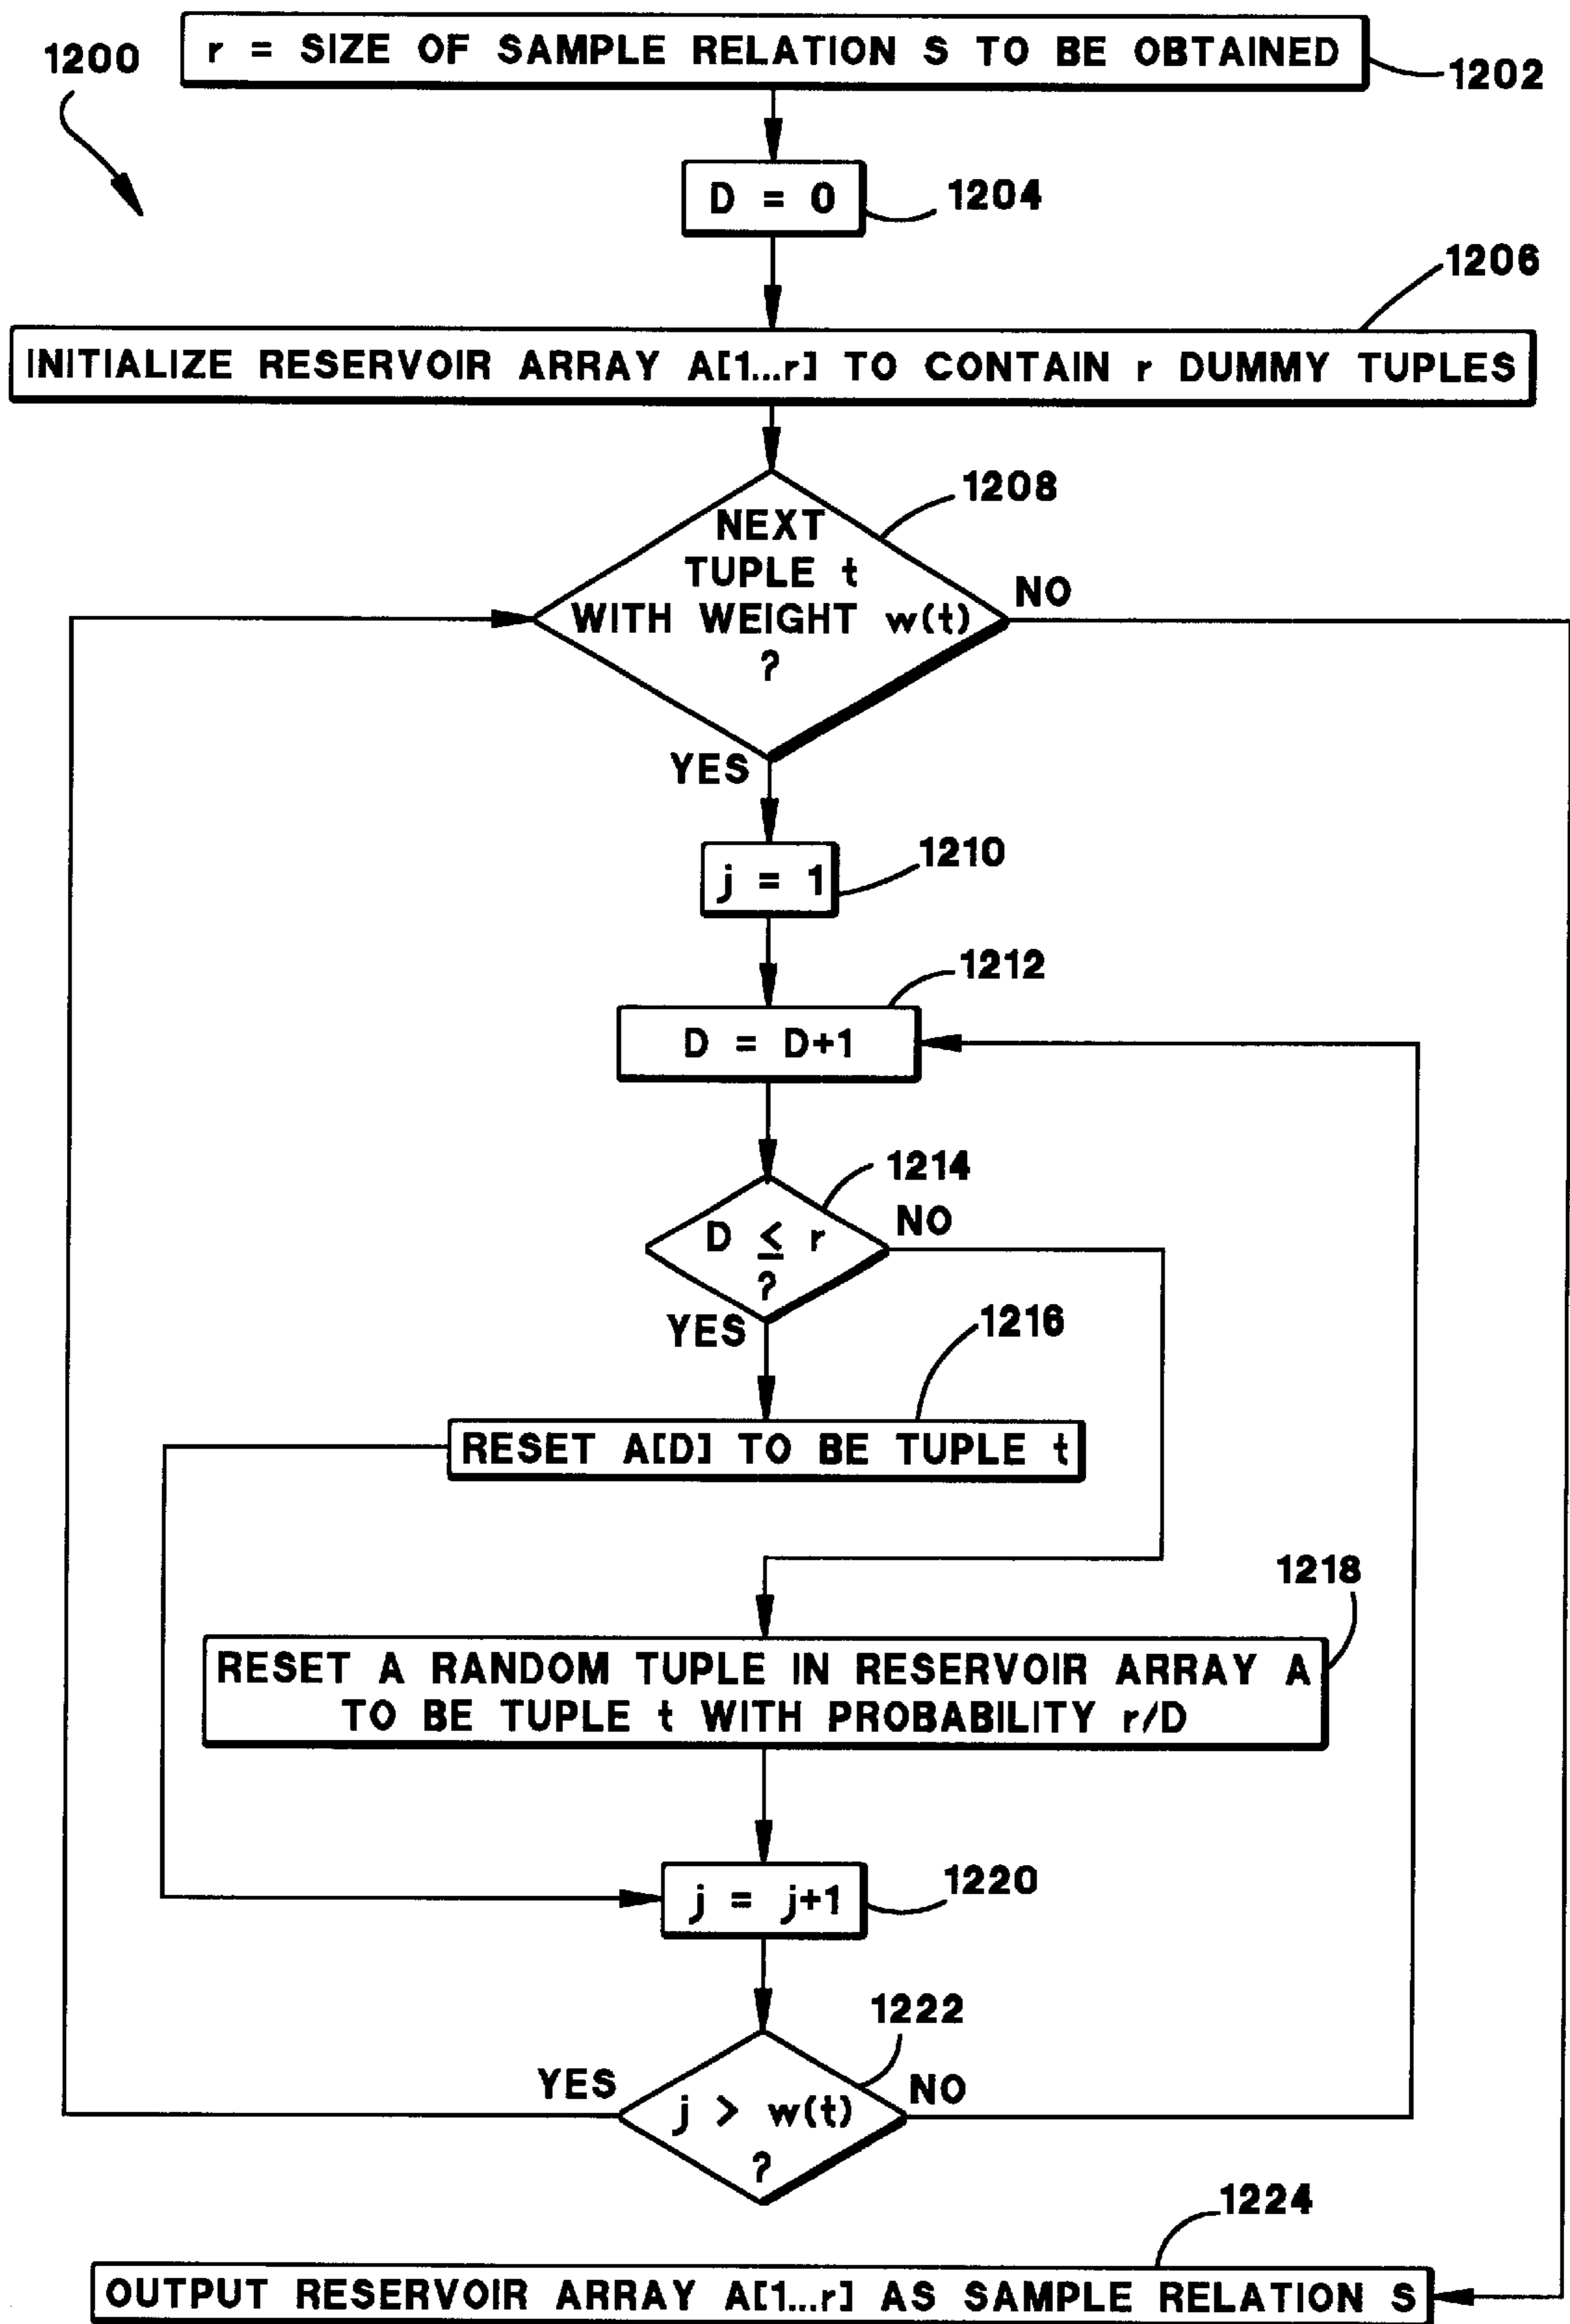 1200
r = SIZE OF SAMPLE RELATION S TO BE OBTAINED
1202
D = 0
1204
1206
INITIALIZE RESERVOIR ARRAY A[1...r] TO CONTAIN r DUMMY TUPLES
1208
NEXT
TUPLE t
WITH WEIGHT w(t)
?
NO
YES
1210
j = 1
1212
D = D+1
1214
D ≤ r
?
NO
YES
1216
RESET A[D] TO BE TUPLE t
1218
RESET A RANDOM TUPLE IN RESERVOIR ARRAY A
TO BE TUPLE t WITH PROBABILITY r/D
1220
j = j+1
1222
YES
j > w(t)
?
NO
1224
OUTPUT RESERVOIR ARRAY A[1...r] AS SAMPLE RELATION S